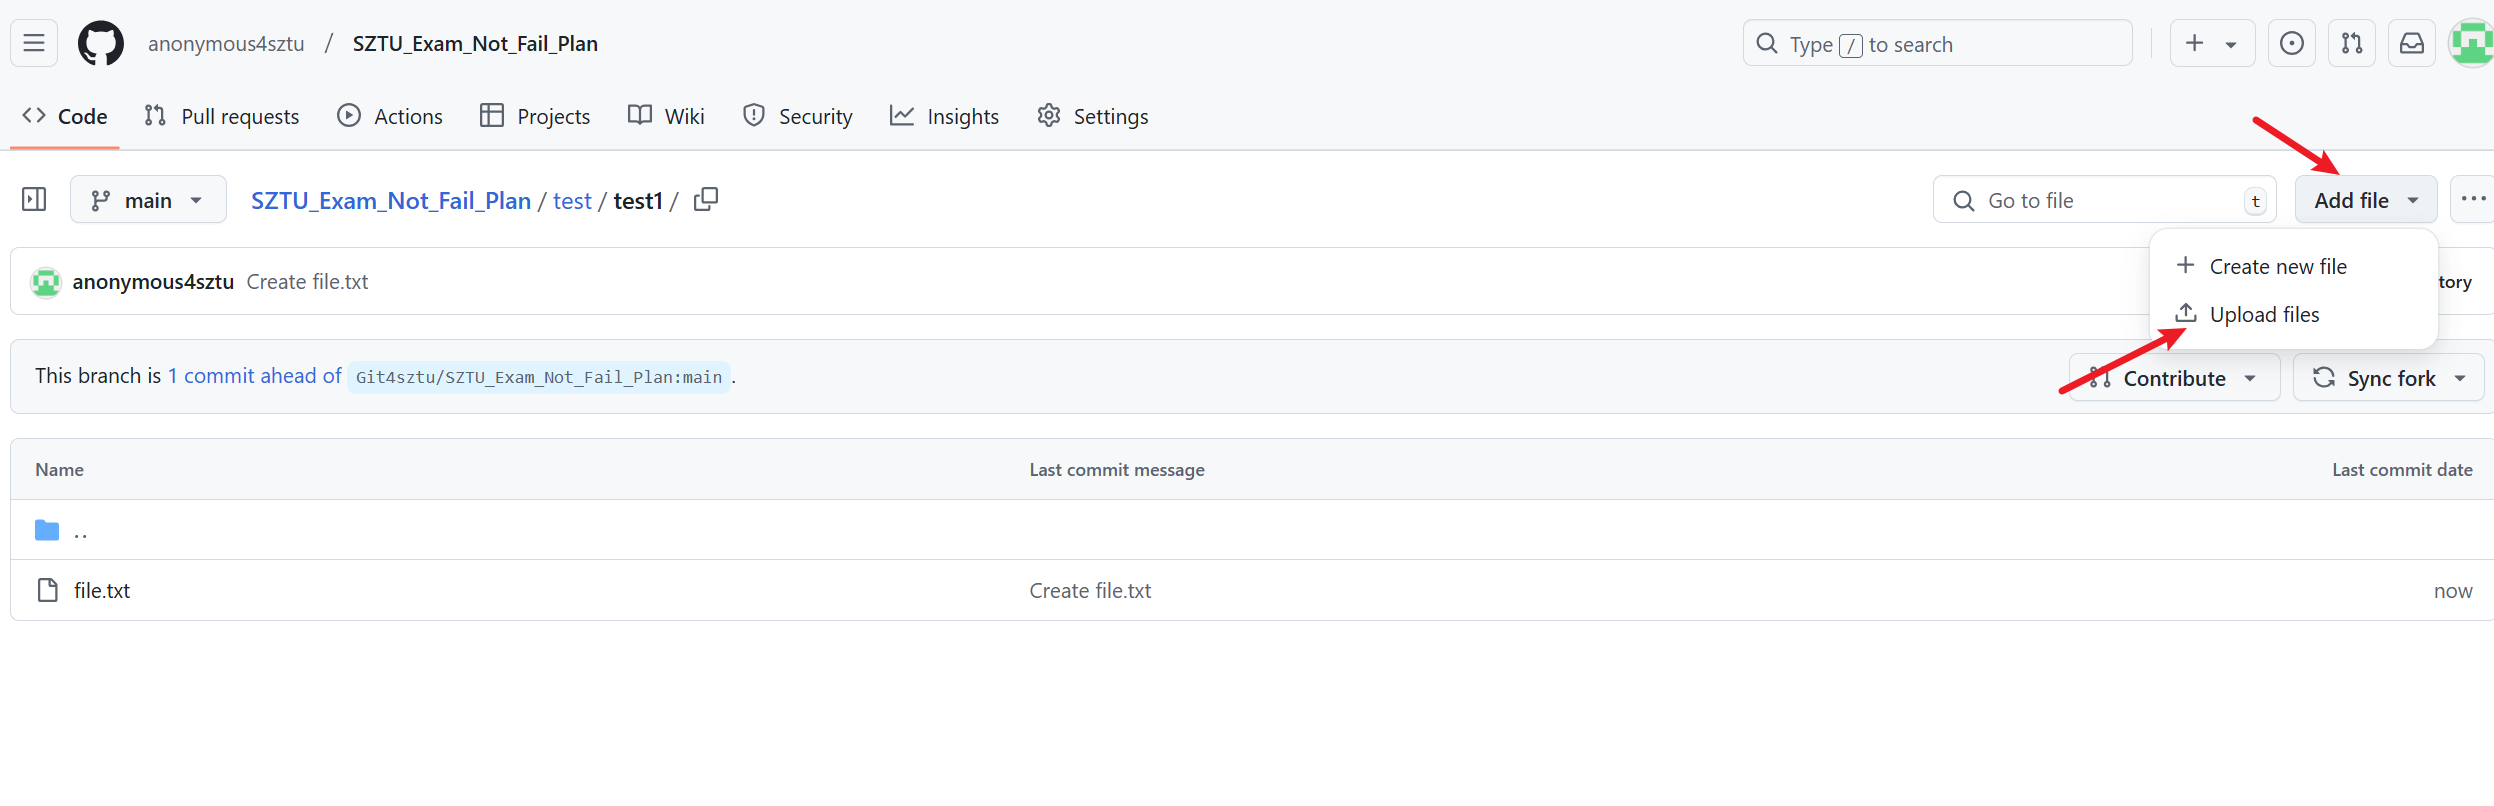 anonymous4sztu / SZTU_Exam_Not_Fail_Plan
Type / to search
Code Pull requests Actions Projects Wiki Security Insights Settings
main SZTU_Exam_Not_Fail_Plan / test / test1 /
Go to file t Add file
Create new file
Upload files
anonymous4sztu Create file.txt
tory
This branch is 1 commit ahead of Git4sztu/SZTU_Exam_Not_Fail_Plan:main .
Contribute Sync fork
Name Last commit message Last commit date
..
file.txt Create file.txt now